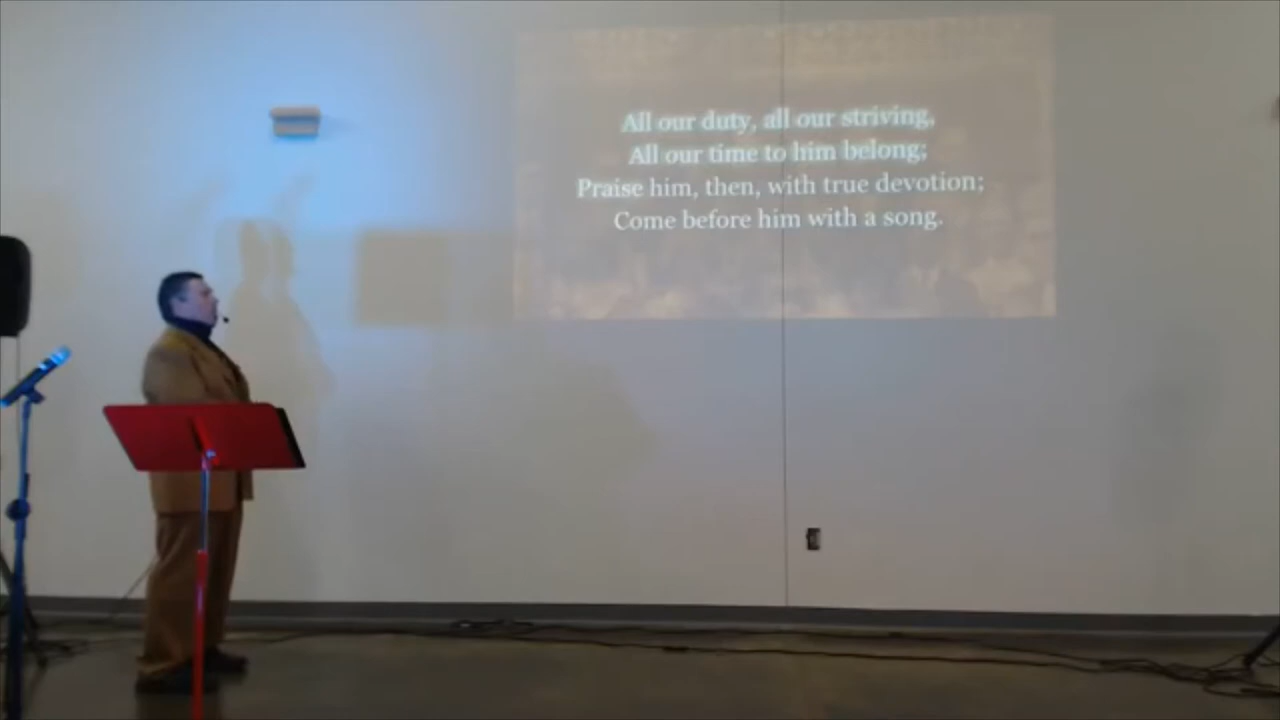 All our duty, all our striving,
All our time to him belong;
Praise him, then, with true devotion;
Come before him with a song.